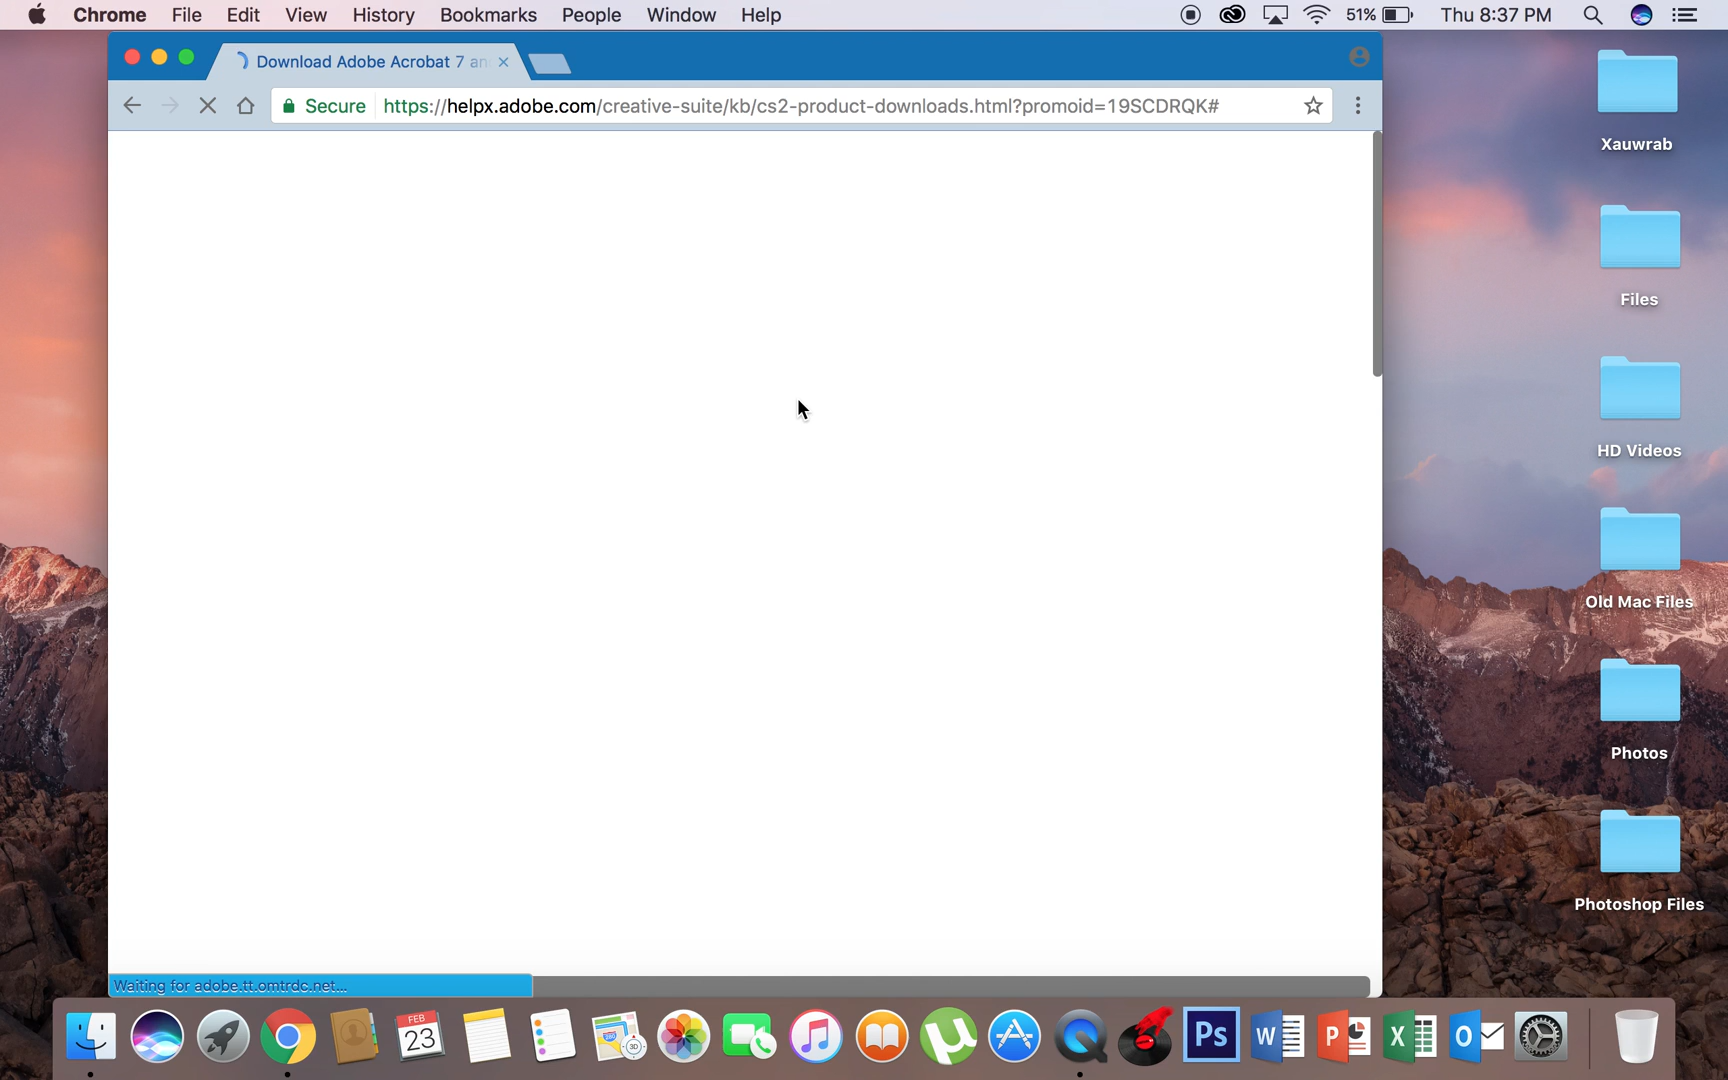 Chrome File Edit View History Bookmarks People Window Help 51% Thu 8:37 PM
Download Adobe Acrobat 7 an
Secure https://helpx.adobe.com/creative-suite/kb/cs2-product-downloads.html?promoid=19SCDRQK#
Xauwrab
Files
HD Videos
Old Mac Files
Photos
Photoshop Files
Waiting for adobe.tt.omtrdc.net...
FEB
23
3D
Ps
W
P
X
O